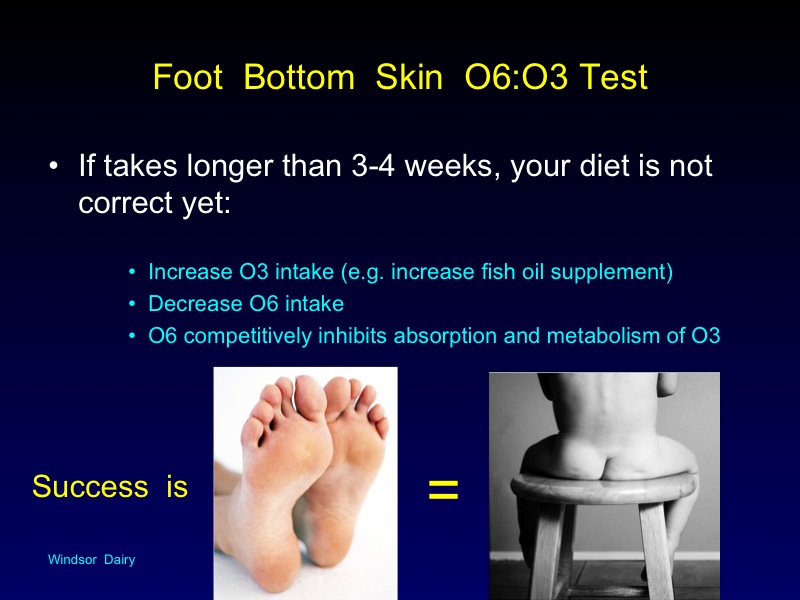 Foot Bottom Skin O6:O3 Test
• If takes longer than 3-4 weeks, your diet is not
correct yet:
• Increase O3 intake (e.g. increase fish oil supplement)
• Decrease O6 intake
• O6 competitively inhibits absorption and metabolism of O3
Success is
=
Windsor Dairy